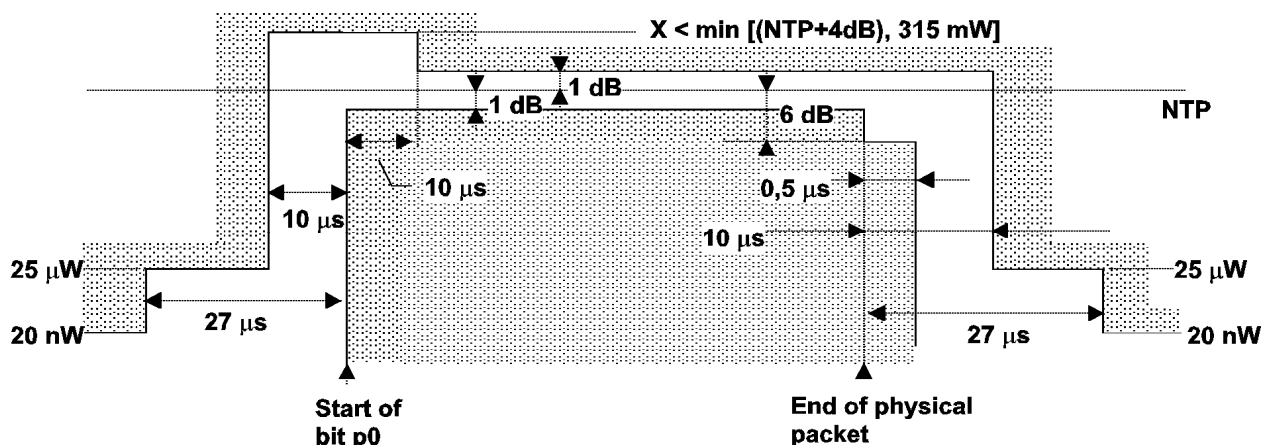 X < min [(NTP+4dB), 315 mW]
1 dB
1 dB
6 dB
NTP
10 μs
0,5 μs
10 μs
10 μs
25 μW
25 μW
27 μs
27 μs
20 nW
20 nW
Start of
bit p0
End of physical
packet